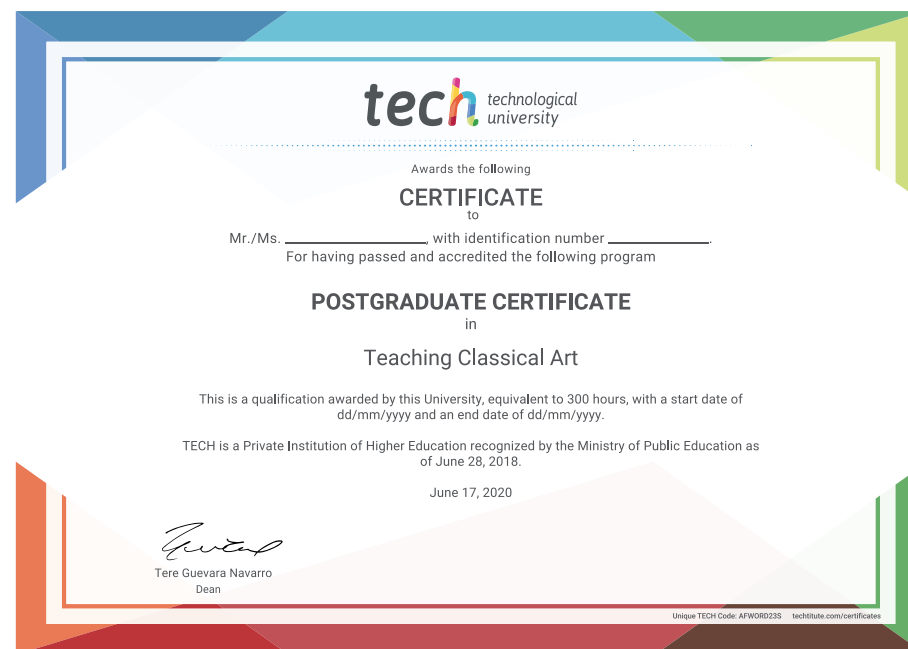 tech technological
university
Awards the following
CERTIFICATE
to
Mr./Ms. ____________________, with identification number ______________.
For having passed and accredited the following program
POSTGRADUATE CERTIFICATE
in
Teaching Classical Art
This is a qualification awarded by this University, equivalent to 300 hours, with a start date of
dd/mm/yyyy and an end date of dd/mm/yyyy.
TECH is a Private Institution of Higher Education recognized by the Ministry of Public Education as
of June 28, 2018.
June 17, 2020
Tere Guevara Navarro
Dean
Unique TECH Code: AFWORD23S techtitute.com/certificates